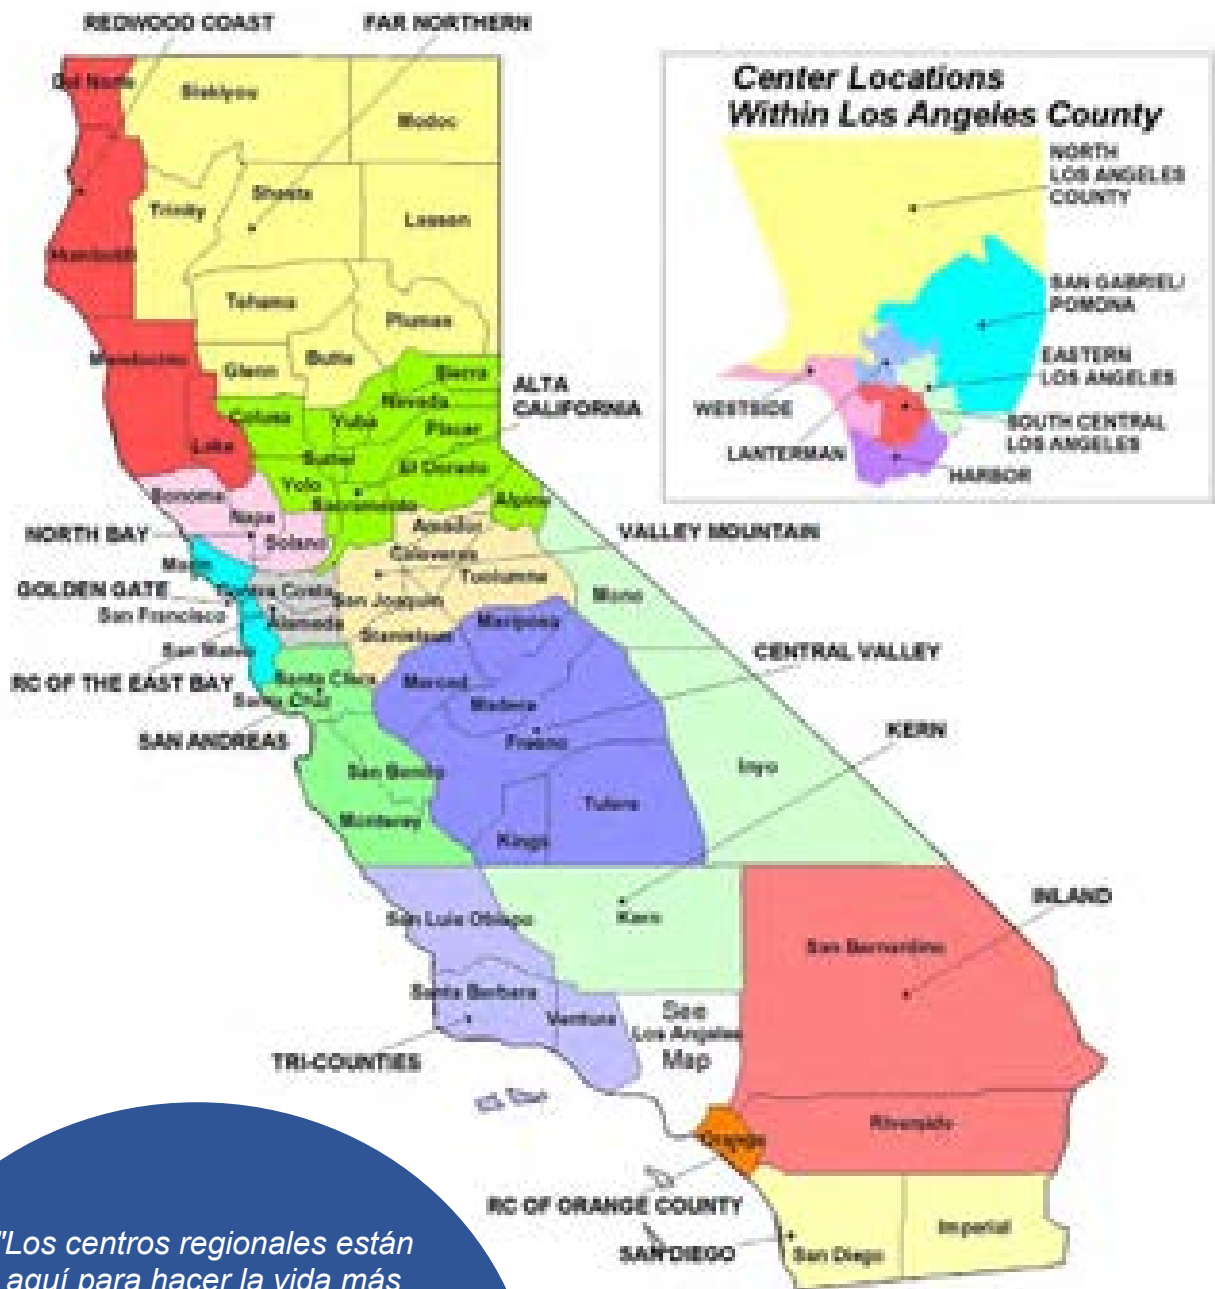 REDWOOD COAST
FAR NORTHERN
Del Norte
Siskiyou
Modoc
Trinity
Shasta
Lassen
Humboldt
Tehama
Plumas
Mendocino
Glenn
Butte
Sierra
Nevada
Colusa
Yuba
Placer
ALTA
CALIFORNIA
Lake
Sutter
El Dorado
Yolo
Sacramento
Alpine
Sonoma
Napa
Solano
Amador
NORTH BAY
VALLEY MOUNTAIN
Marin
Calaveras
Tuolumne
GOLDEN GATE
Contra Costa
San Joaquin
Mono
San Francisco
Alameda
Stanislaus
Mariposa
San Mateo
CENTRAL VALLEY
RC OF THE EAST BAY
Santa Clara
Merced
Santa Cruz
Madera
KERN
SAN ANDREAS
Fresno
San Benito
Inyo
Tulare
Monterey
Kings
INLAND
San Luis Obispo
Kern
San Bernardino
Santa Barbara
Ventura
See
Los Angeles
Map
TRI-COUNTIES
Orange
Riverside
RC OF ORANGE COUNTY
SAN DIEGO
San Diego
Imperial
Center Locations
Within Los Angeles County
NORTH
LOS ANGELES
COUNTY
SAN GABRIEL/
POMONA
EASTERN
LOS ANGELES
WESTSIDE
SOUTH CENTRAL
LOS ANGELES
LANTERMAN
HARBOR
"Los centros regionales están
aquí para hacer la vida más